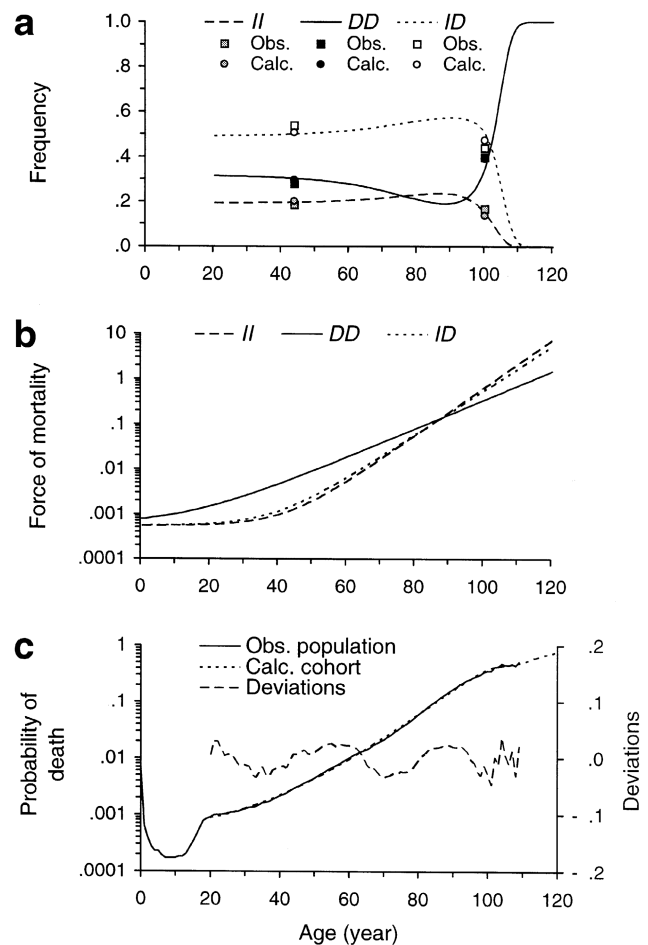 a
II DD ID
Obs. Obs. Obs.
Calc. Calc. Calc.
Frequency
1.0
.8
.6
.4
.2
.0
0 20 40 60 80 100 120
b
II DD ID
Force of mortality
10
1
.1
.01
.001
.0001
0 20 40 60 80 100 120
c
Obs. population
Calc. cohort
Deviations
Probability of
death
1
.1
.01
.001
.0001
.2
.1
.0
- .1
- .2
Deviations
0 20 40 60 80 100 120
Age (year)